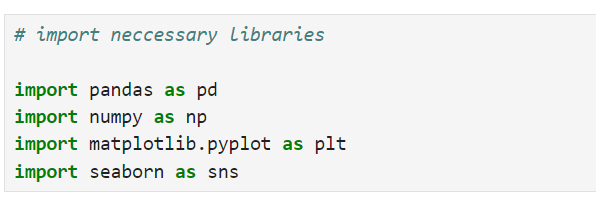 # import neccessary libraries
import pandas as pd
import numpy as np
import matplotlib.pyplot as plt
import seaborn as sns